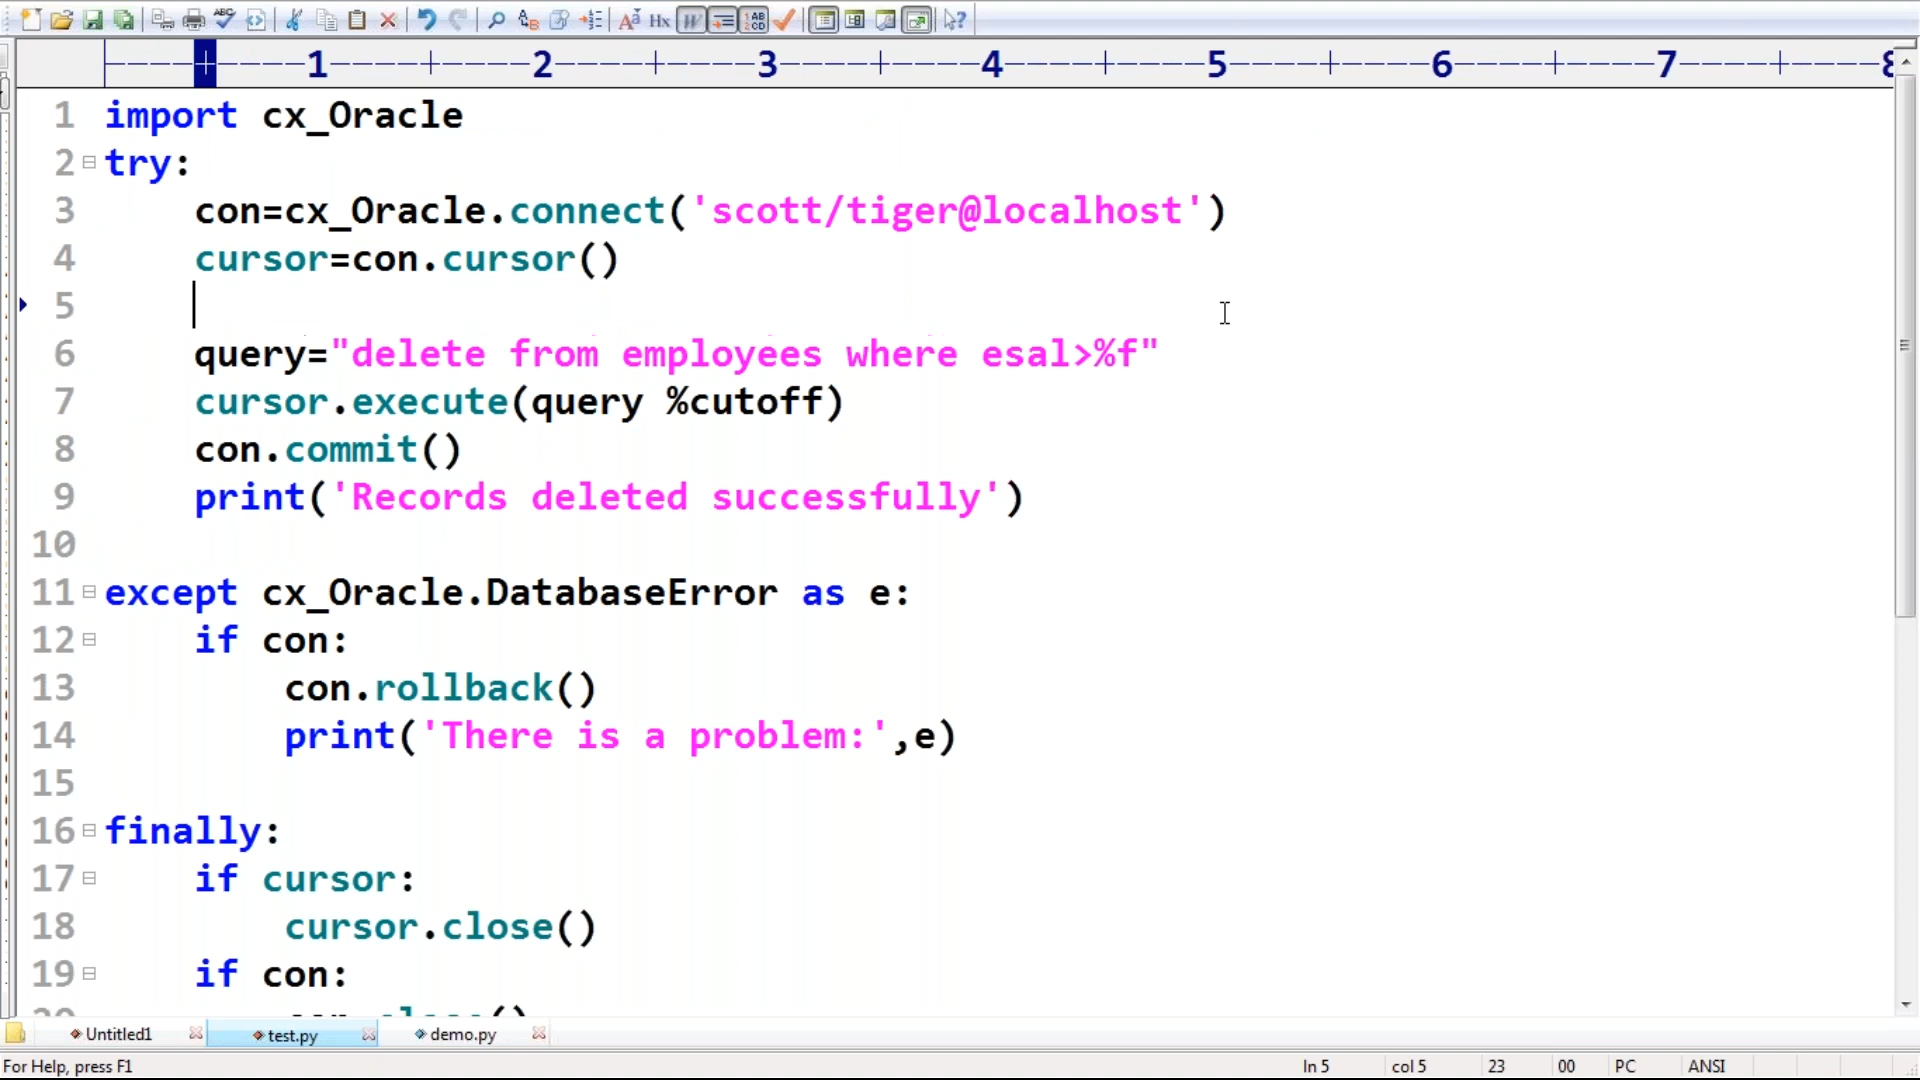 1 2 3 4 5 6 7 8
1 import cx_Oracle
2 try:
3     con=cx_Oracle.connect('scott/tiger@localhost')
4     cursor=con.cursor()
5
6     query="delete from employees where esal>%f"
7     cursor.execute(query %cutoff)
8     con.commit()
9     print('Records deleted successfully')
10
11 except cx_Oracle.DatabaseError as e:
12     if con:
13         con.rollback()
14         print('There is a problem:',e)
15
16 finally:
17     if cursor:
18         cursor.close()
19     if con:
20         con.close()
Untitled1 test.py demo.py
For Help, press F1 ln 5 col 5 23 00 PC ANSI